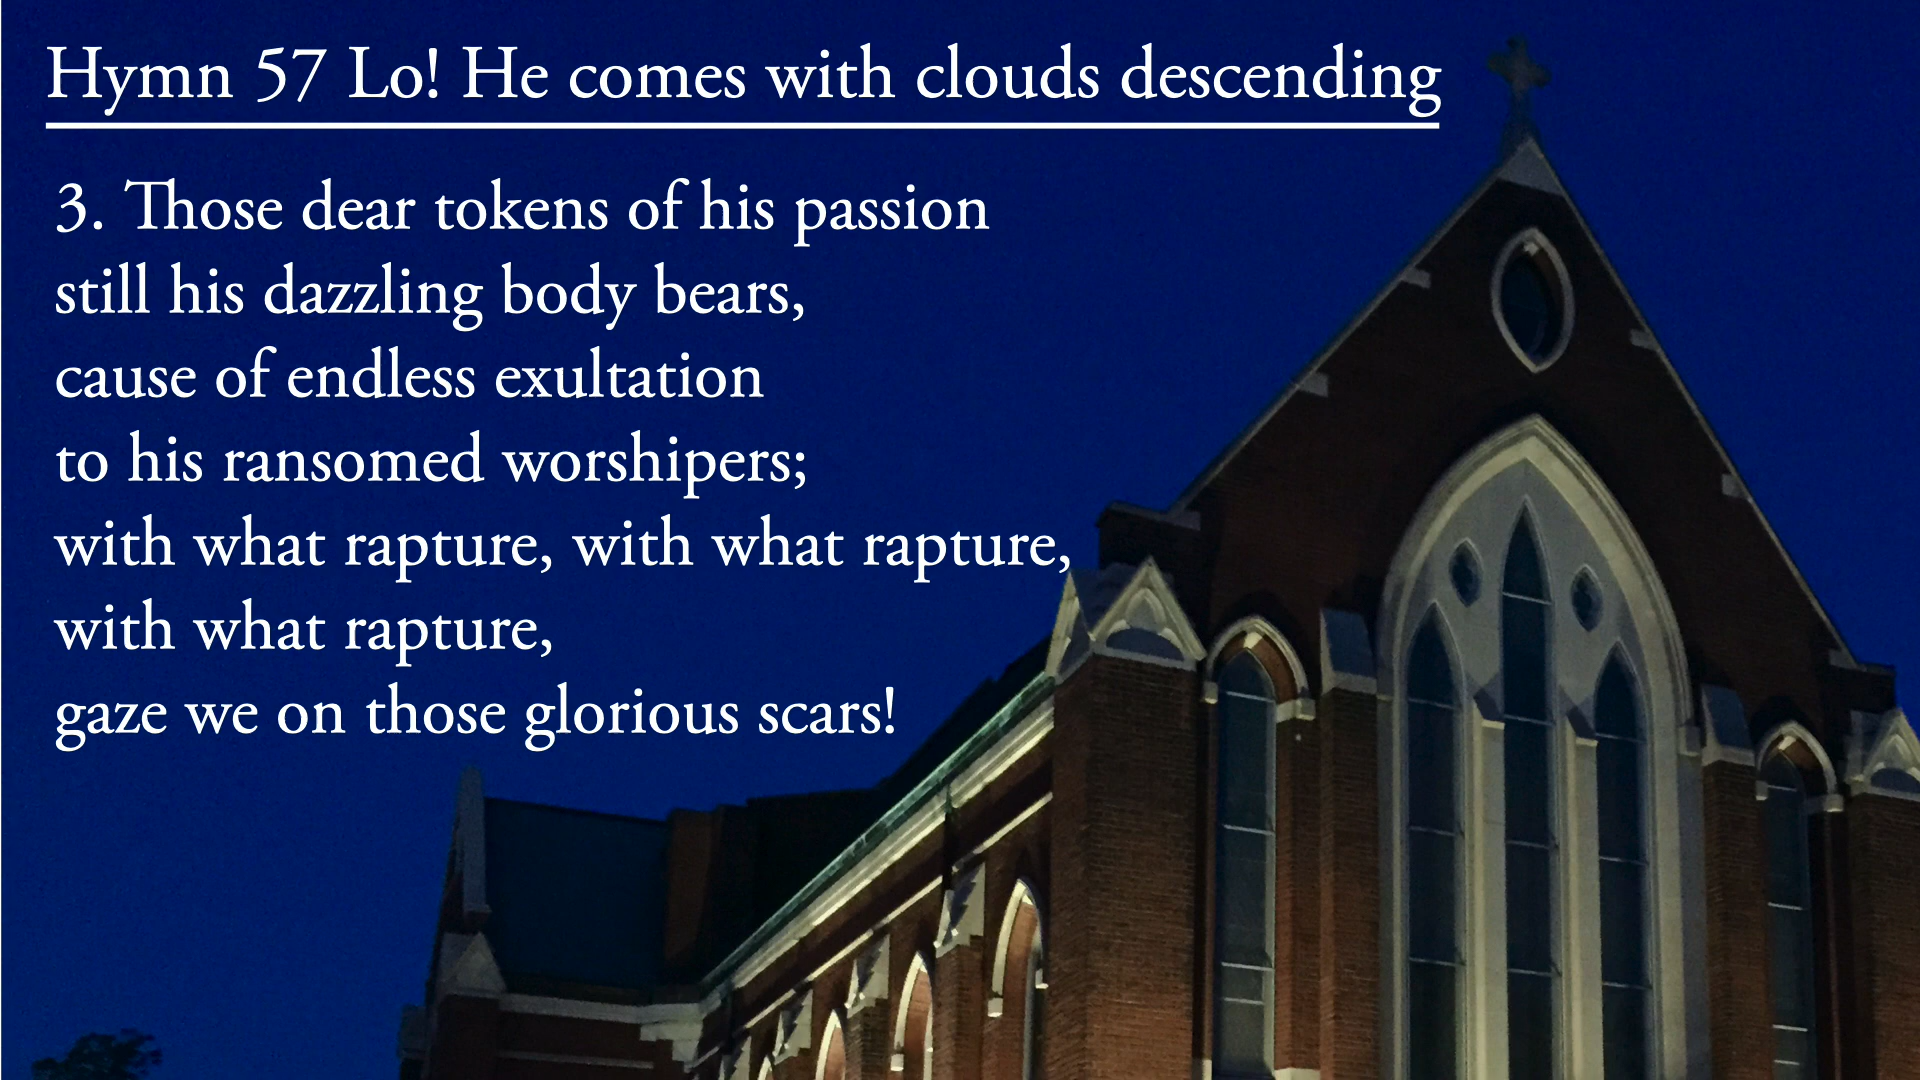 Hymn 57 Lo! He comes with clouds descending
3. Those dear tokens of his passion
still his dazzling body bears,
cause of endless exultation
to his ransomed worshipers;
with what rapture, with what rapture,
with what rapture,
gaze we on those glorious scars!